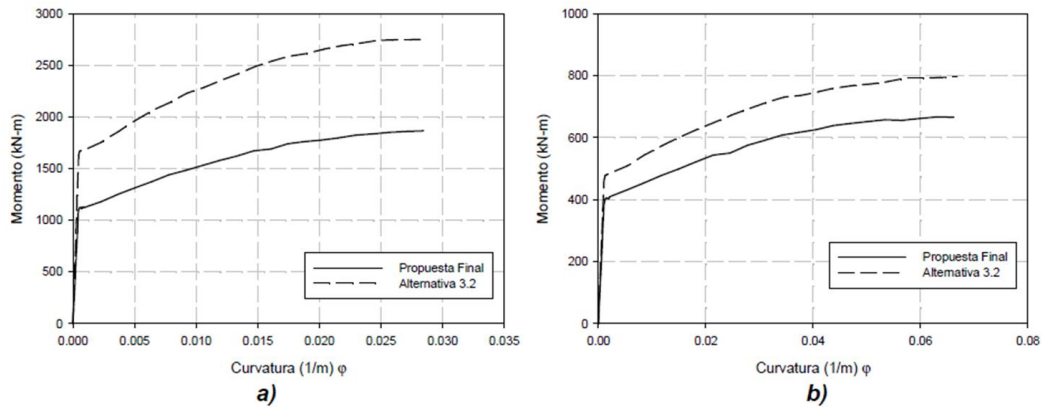 3000
2500
2000
1500
1000
500
0
Momento (kN-m)
0.000 0.005 0.010 0.015 0.020 0.025 0.030 0.035
Curvatura (1/m) φ
Propuesta Final
Alternativa 3.2
a)
1000
800
600
400
200
0
Momento (kN-m)
0.00 0.02 0.04 0.06 0.08
Curvatura (1/m) φ
Propuesta Final
Alternativa 3.2
b)